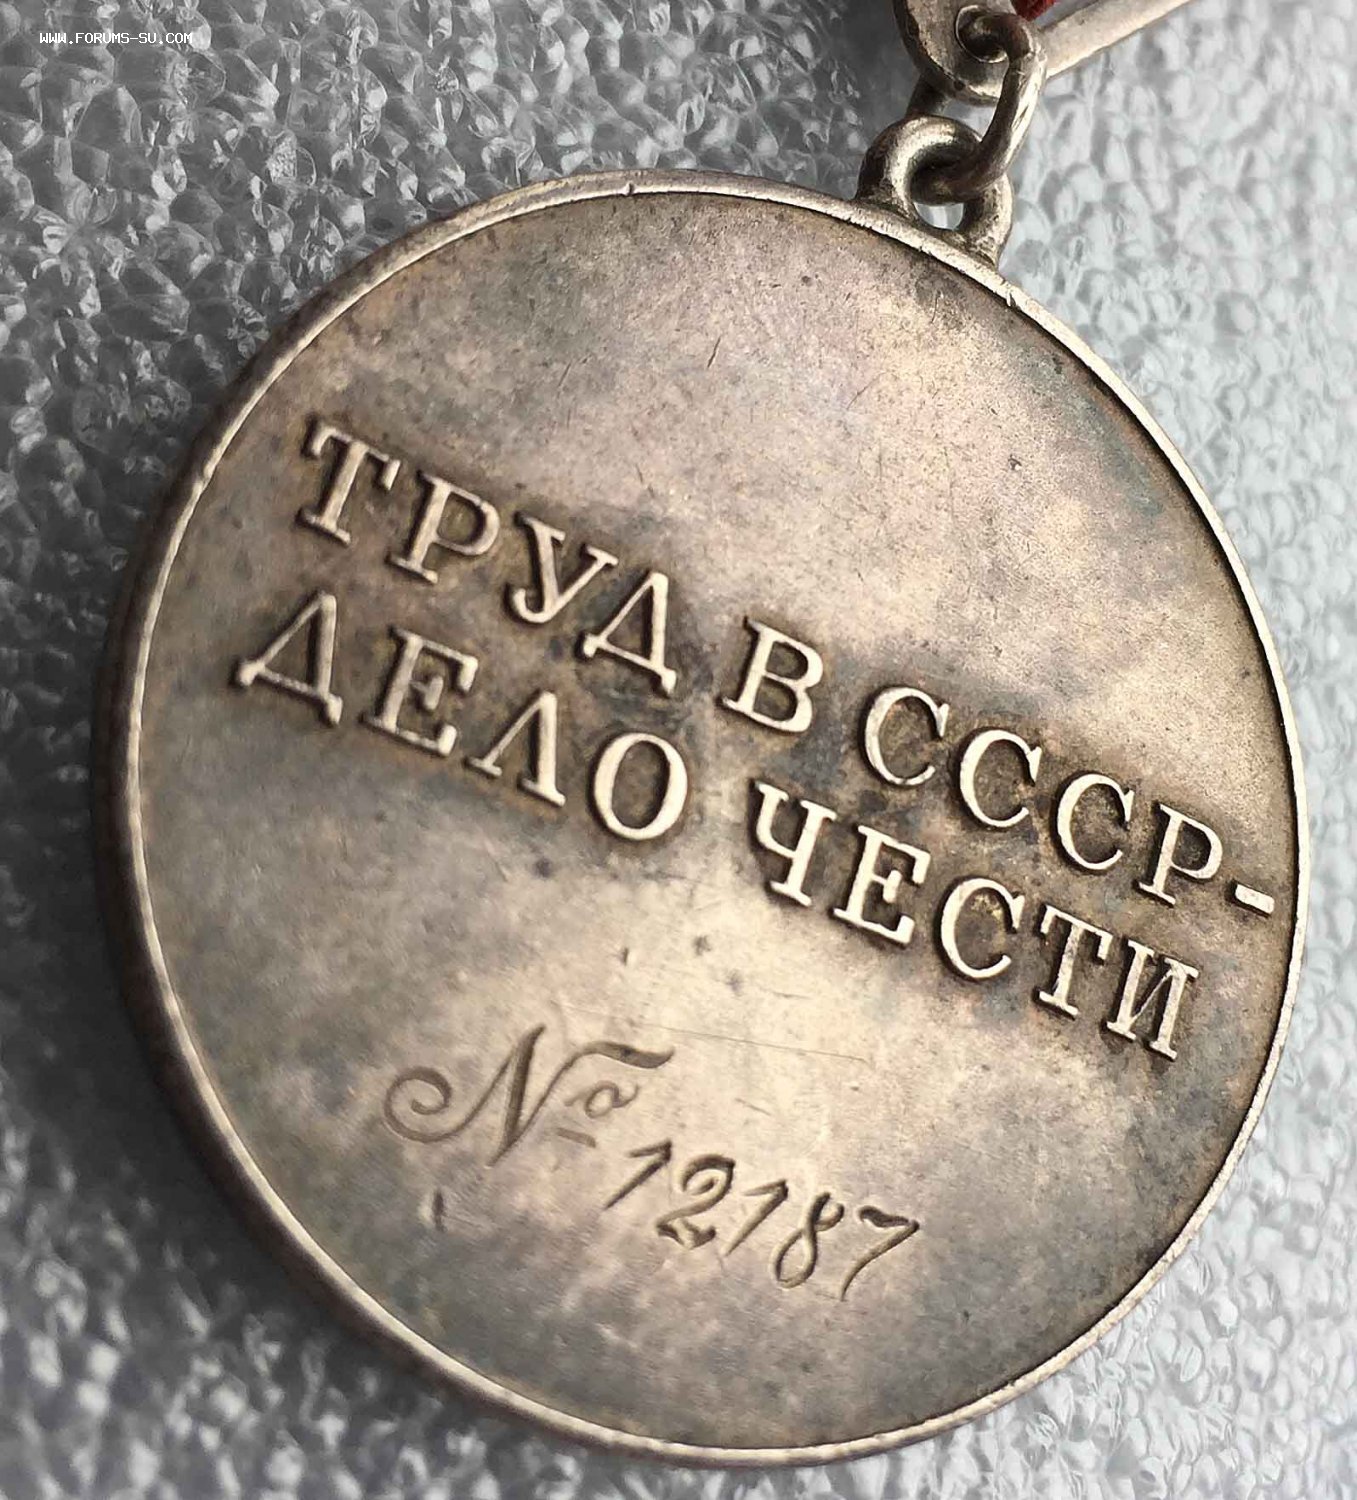 WWW.FORUMS-SU.COM
ТРУД В СССР-
ДЕЛО ЧЕСТИ
№ 12187